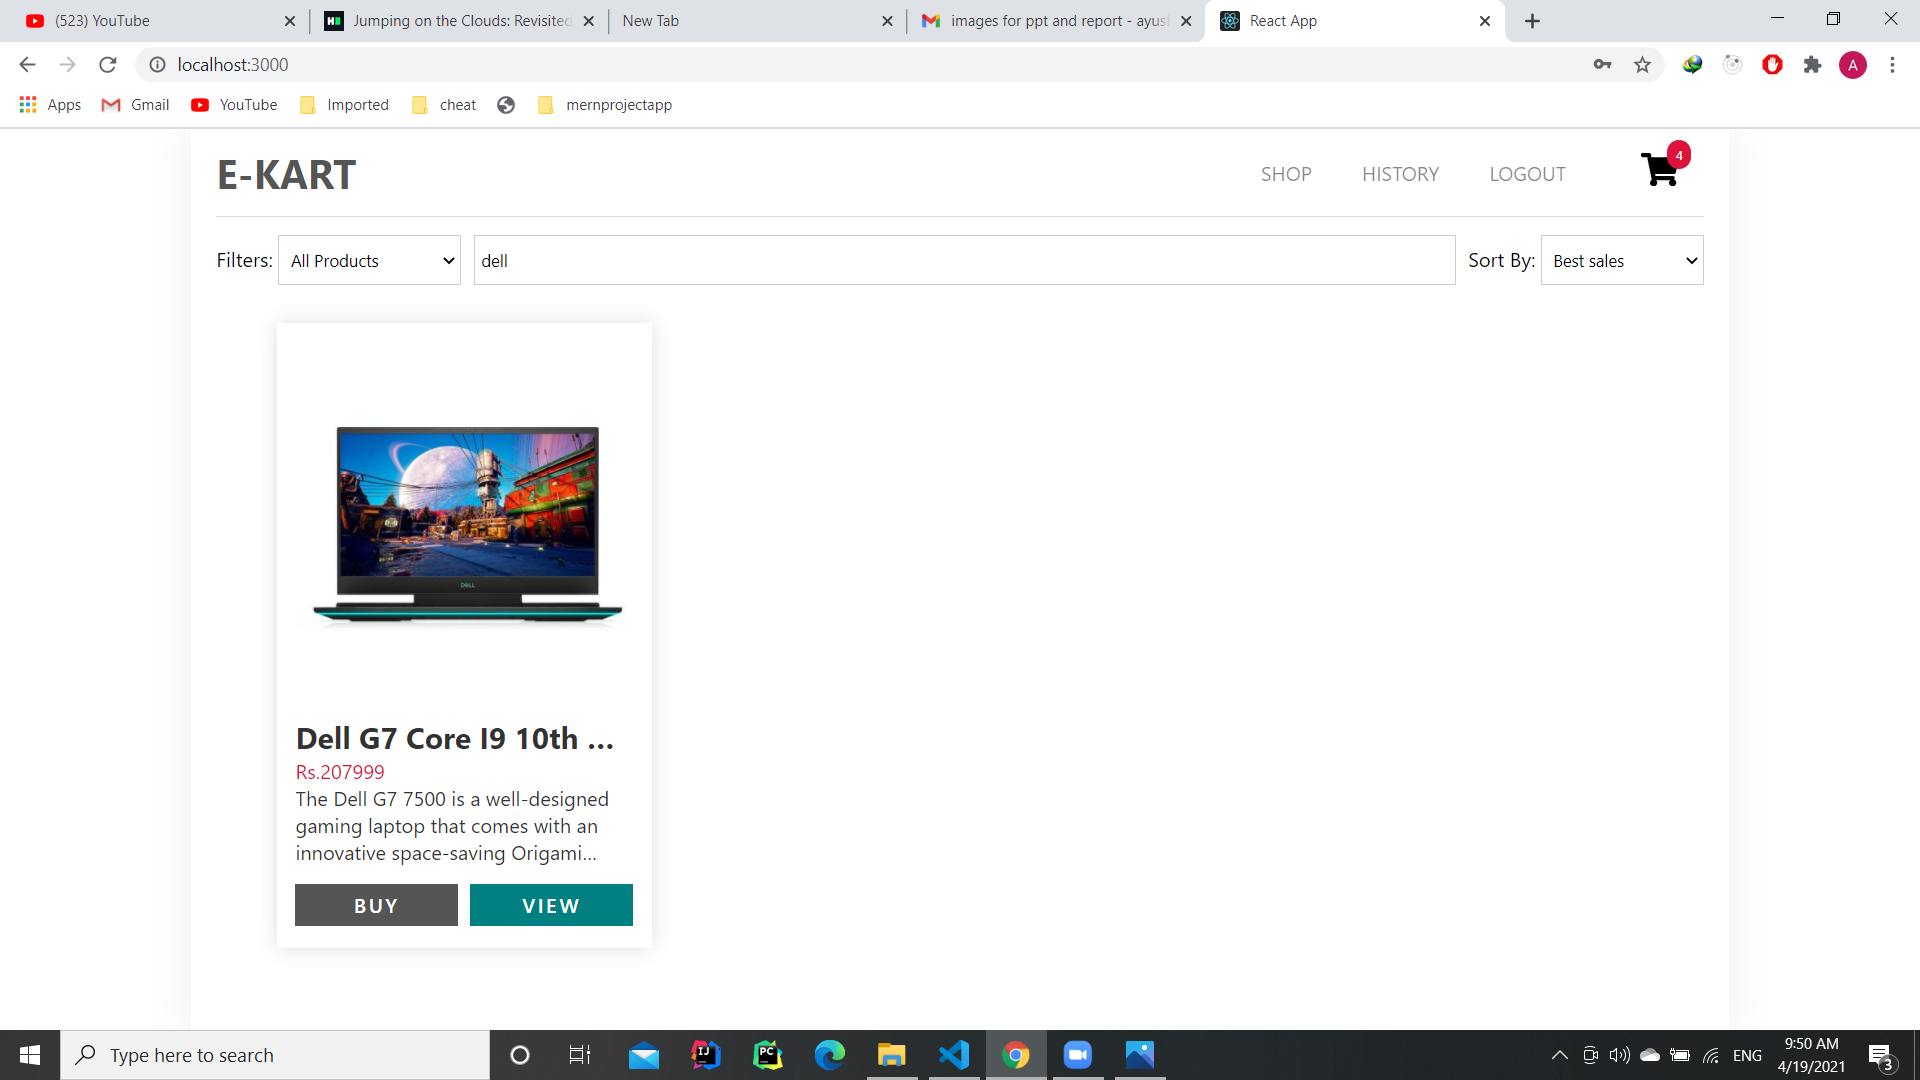 (523) YouTube
Jumping on the Clouds: Revisited
New Tab
images for ppt and report - ayus
React App
localhost:3000
A
Apps
Gmail
YouTube
Imported
cheat
mernprojectapp
E-KART
SHOP
HISTORY
LOGOUT
4
Filters:
All Products
dell
Sort By:
Best sales
DELL
Dell G7 Core I9 10th ...
Rs.207999
The Dell G7 7500 is a well-designed
gaming laptop that comes with an
innovative space-saving Origami...
BUY
VIEW
Type here to search
IJ
PC
ENG
9:50 AM
4/19/2021
3